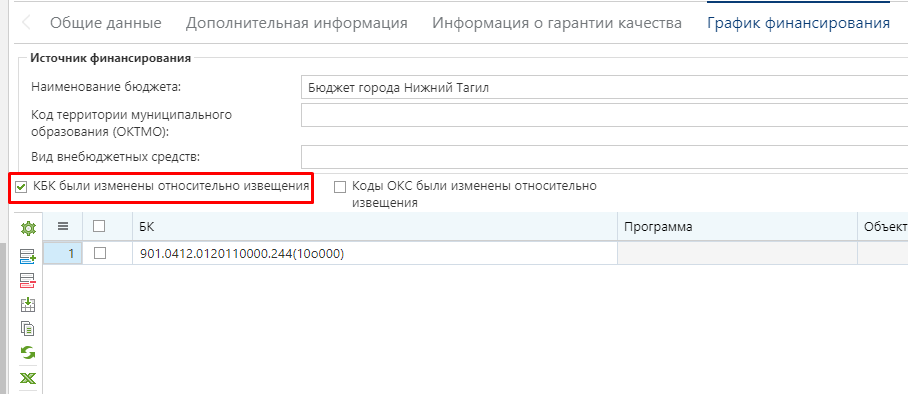 Общие данные Дополнительная информация Информация о гарантии качества График финансирования
Источник финансирования
Наименование бюджета: Бюджет города Нижний Тагил
Код территории муниципального
образования (ОКТМО):
Вид внебюджетных средств:
КБК были изменены относительно извещения Коды ОКС были изменены относительно
извещения
БК Программа Объект
1 901.0412.0120110000.244(10о000)